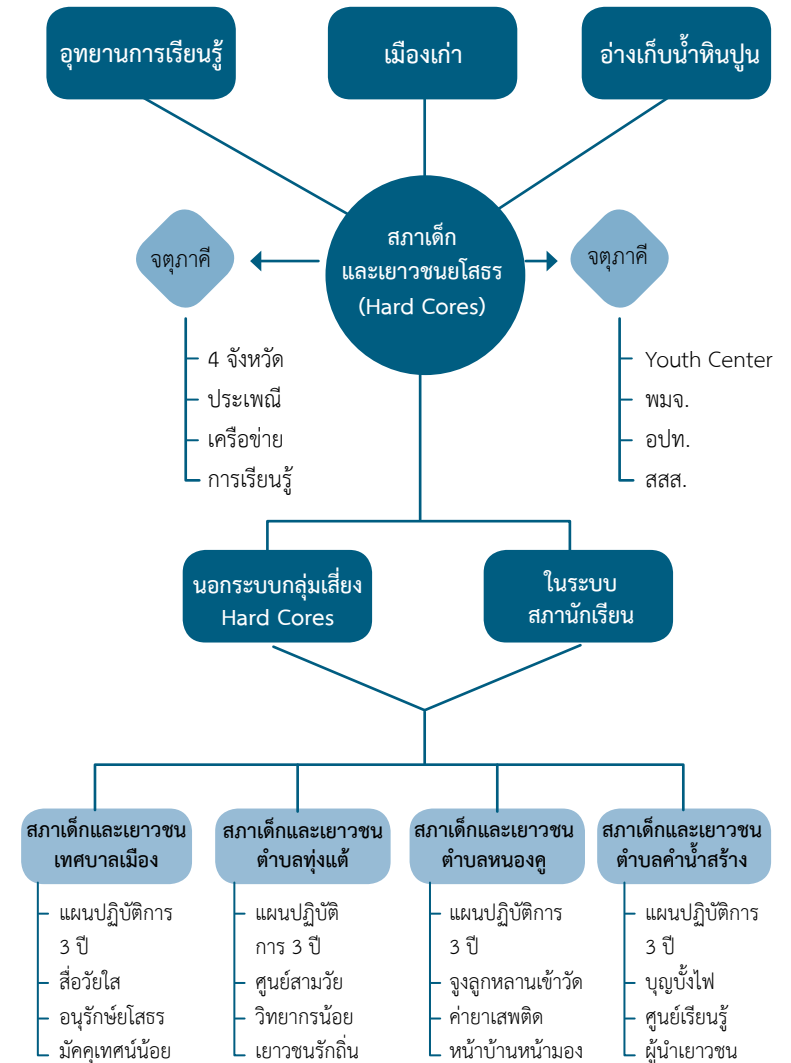 อุทยานการเรียนรู้
เมืองเก่า
อ่างเก็บน้ำหินปูน
สภาเด็ก
และเยาวชนยโสธร
(Hard Cores)
จตุภาคี
จตุภาคี
4 จังหวัด
ประเพณี
เครือข่าย
การเรียนรู้
Youth Center
พมจ.
อปท.
สสส.
นอกระบบกลุ่มเสี่ยง
Hard Cores
ในระบบ
สภานักเรียน
สภาเด็กและเยาวชน
เทศบาลเมือง
แผนปฏิบัติการ
3 ปี
สื่อวัยใส
อนุรักษ์ยโสธร
มัคคุเทศน์น้อย
สภาเด็กและเยาวชน
ตำบลทุ่งแต้
แผนปฏิบัติ
การ 3 ปี
ศูนย์สามวัย
วิทยากรน้อย
เยาวชนรักถิ่น
สภาเด็กและเยาวชน
ตำบลหนองคู
แผนปฏิบัติการ
3 ปี
จูงลูกหลานเข้าวัด
ค่ายาเสพติด
หน้าบ้านหน้ามอง
สภาเด็กและเยาวชน
ตำบลคำน้ำสร้าง
แผนปฏิบัติการ
3 ปี
บุญบั้งไฟ
ศูนย์เรียนรู้
ผู้นำเยาวชน